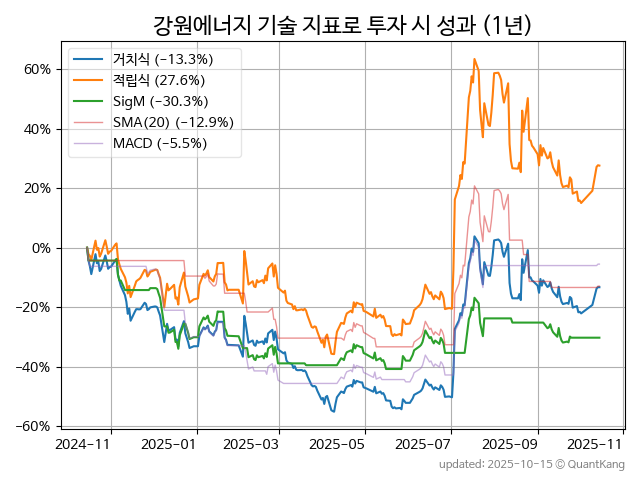 강원에너지 기술 지표로 투자 시 성과 (1년)
거치식 (−13.3%)
적립식 (27.6%)
SigM (−30.3%)
SMA(20) (−12.9%)
MACD (−5.5%)
60%
40%
20%
0%
−20%
−40%
−60%
2024−11 2025−01 2025−03 2025−05 2025−07 2025−09 2025−11
updated: 2025-10-15 © QuantKang